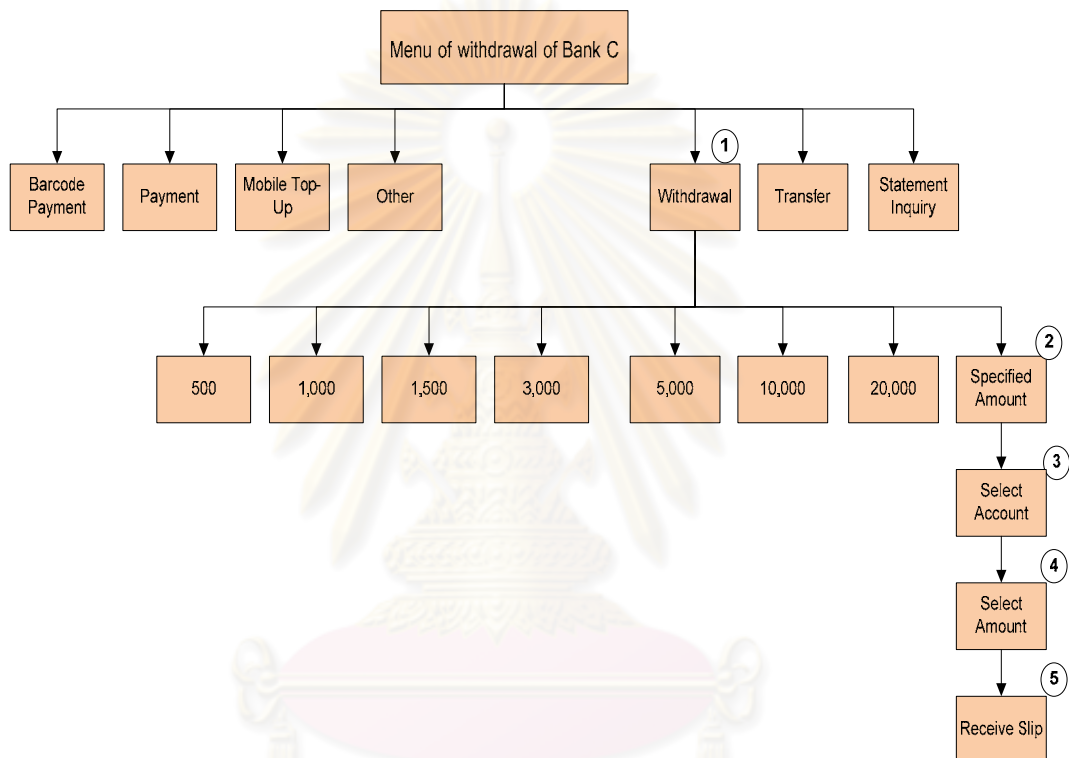 Menu of withdrawal of Bank C
1
Barcode
Payment
Payment
Mobile Top-
Up
Other
Withdrawal
Transfer
Statement
Inquiry
2
500
1,000
1,500
3,000
5,000
10,000
20,000
Specified
Amount
3
Select
Account
4
Select
Amount
5
Receive Slip